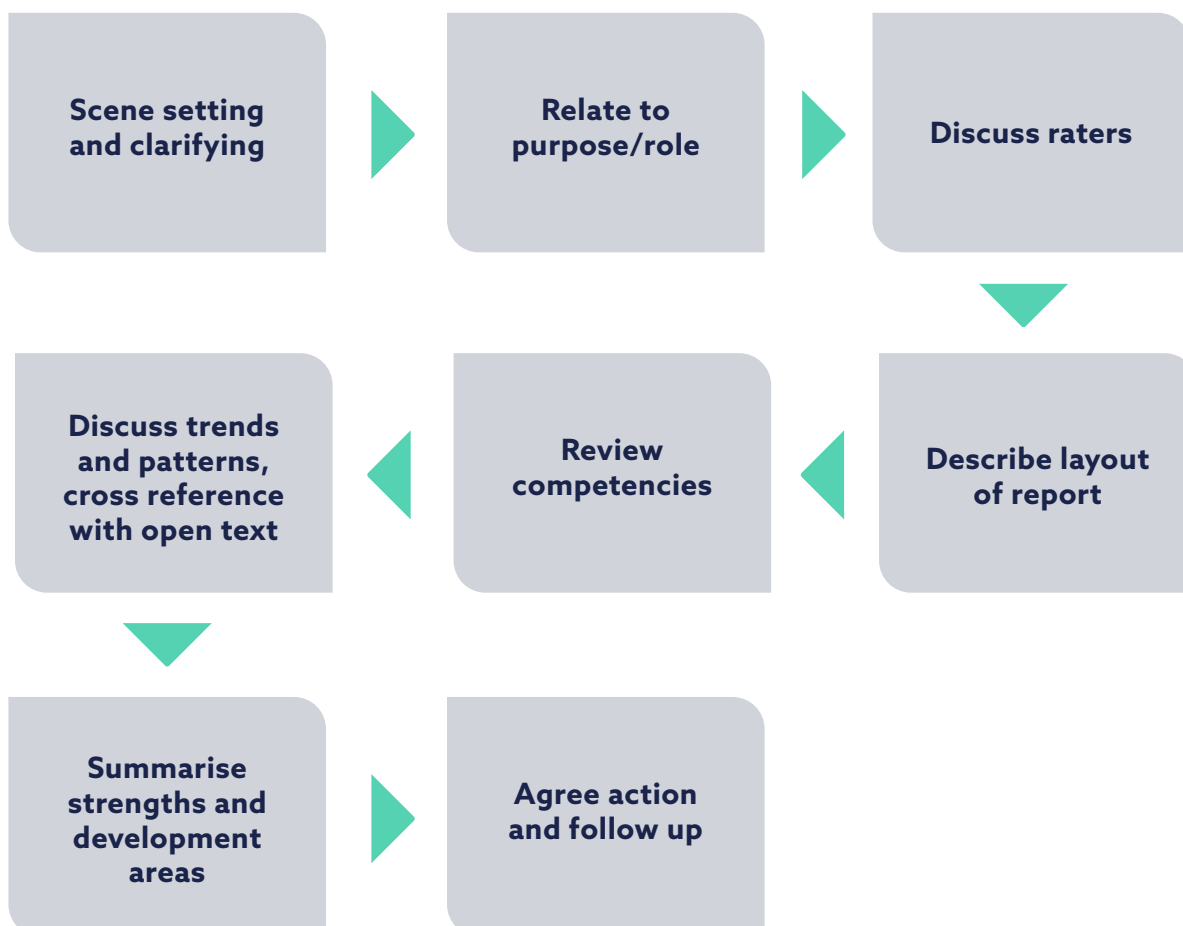 Scene setting
and clarifying
Relate to
purpose/role
Discuss raters
Describe layout
of report
Review
competencies
Discuss trends
and patterns,
cross reference
with open text
Summarise
strengths and
development
areas
Agree action
and follow up